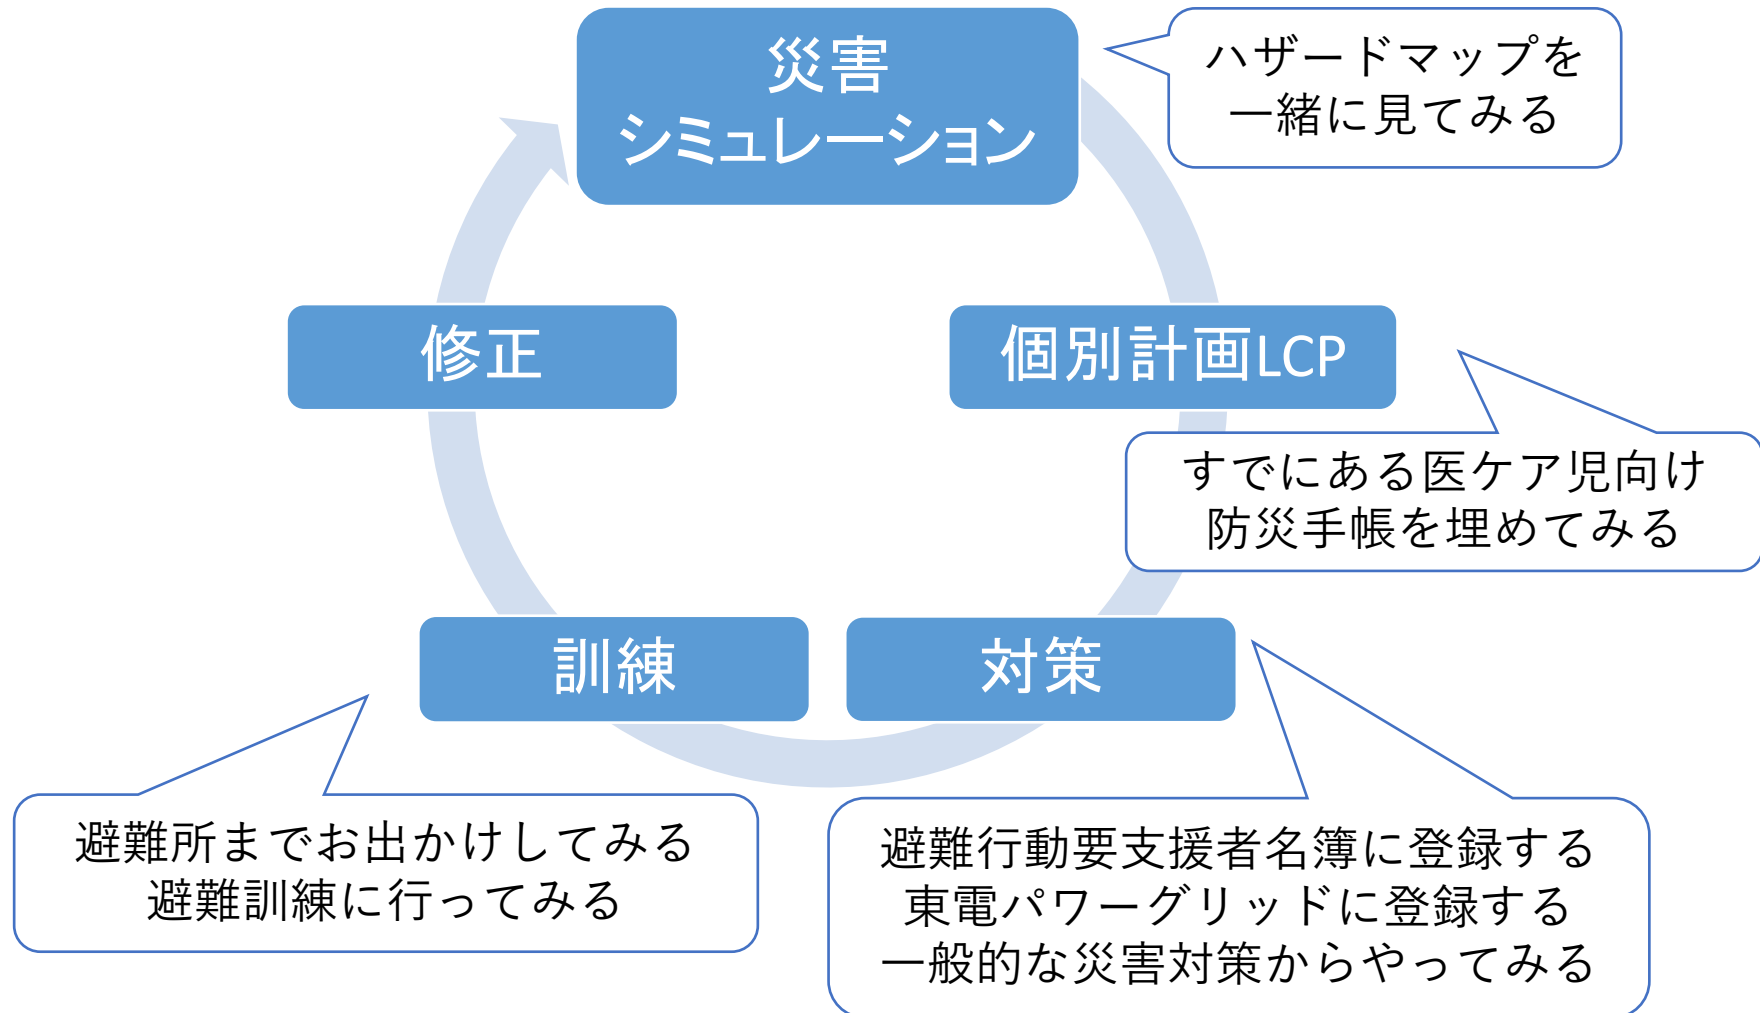 災害
シミュレーション
ハザードマップを
一緒に見てみる
修正
個別計画LCP
すでにある医ケア児向け
防災手帳を埋めてみる
訓練
対策
避難所までお出かけしてみる
避難訓練に行ってみる
避難行動要支援者名簿に登録する
東電パワーグリッドに登録する
一般的な災害対策からやってみる